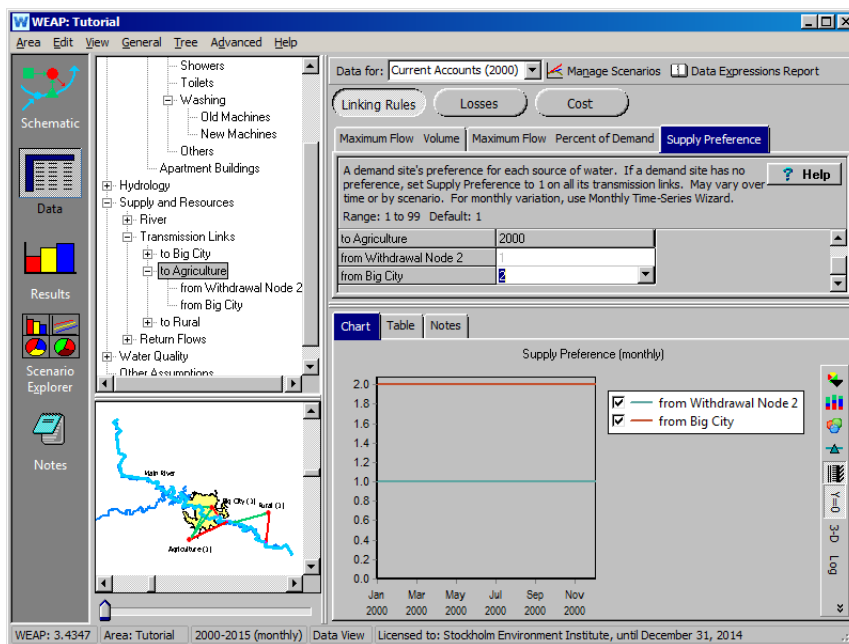 WEAP: Tutorial
Area Edit View General Tree Advanced Help
Schematic
Data
Results
Scenario
Explorer
Notes
Showers
Toilets
Washing
Old Machines
New Machines
Others
Apartment Buildings
Hydrology
Supply and Resources
River
Transmission Links
to Big City
to Agriculture
from Withdrawal Node 2
from Big City
to Rural
Return Flows
Water Quality
Other Assumptions
Main River
Big City (1)
Rural (1)
Agriculture (1)
Data for: Current Accounts (2000) Manage Scenarios Data Expressions Report
Linking Rules Losses Cost
Maximum Flow Volume Maximum Flow Percent of Demand Supply Preference
A demand site's preference for each source of water. If a demand site has no
preference, set Supply Preference to 1 on all its transmission links. May vary over
time or by scenario. For monthly variation, use Monthly Time-Series Wizard.
Range: 1 to 99 Default: 1
? Help
to Agriculture 2000
from Withdrawal Node 2 1
from Big City 2
Chart Table Notes
Supply Preference (monthly)
2.0
1.8
1.6
1.4
1.2
1.0
0.8
0.6
0.4
0.2
0.0
Jan Mar May Jul Sep Nov
2000 2000 2000 2000 2000 2000
from Withdrawal Node 2
from Big City
Y=0
3-D
Log
WEAP: 3.4347 Area: Tutorial 2000-2015 (monthly) Data View Licensed to: Stockholm Environment Institute, until December 31, 2014